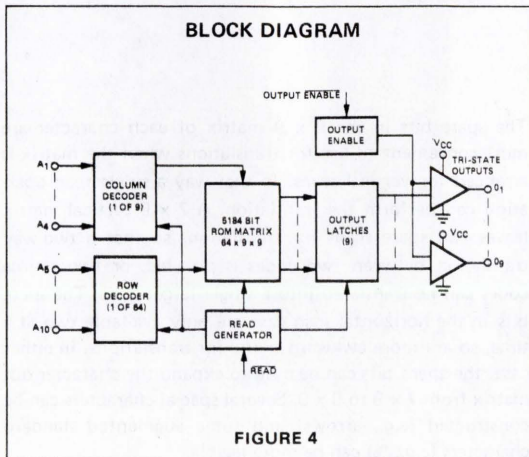 BLOCK DIAGRAM
OUTPUT ENABLE
OUTPUT
ENABLE
VCC
TRI-STATE
OUTPUTS
A1
COLUMN
DECODER
(1 OF 9)
A4
5184 BIT
ROM MATRIX
64 x 9 x 9
OUTPUT
LATCHES
(9)
O1
VCC
O9
A5
ROW
DECODER
(1 OF 64)
A10
READ
GENERATOR
READ
FIGURE 4